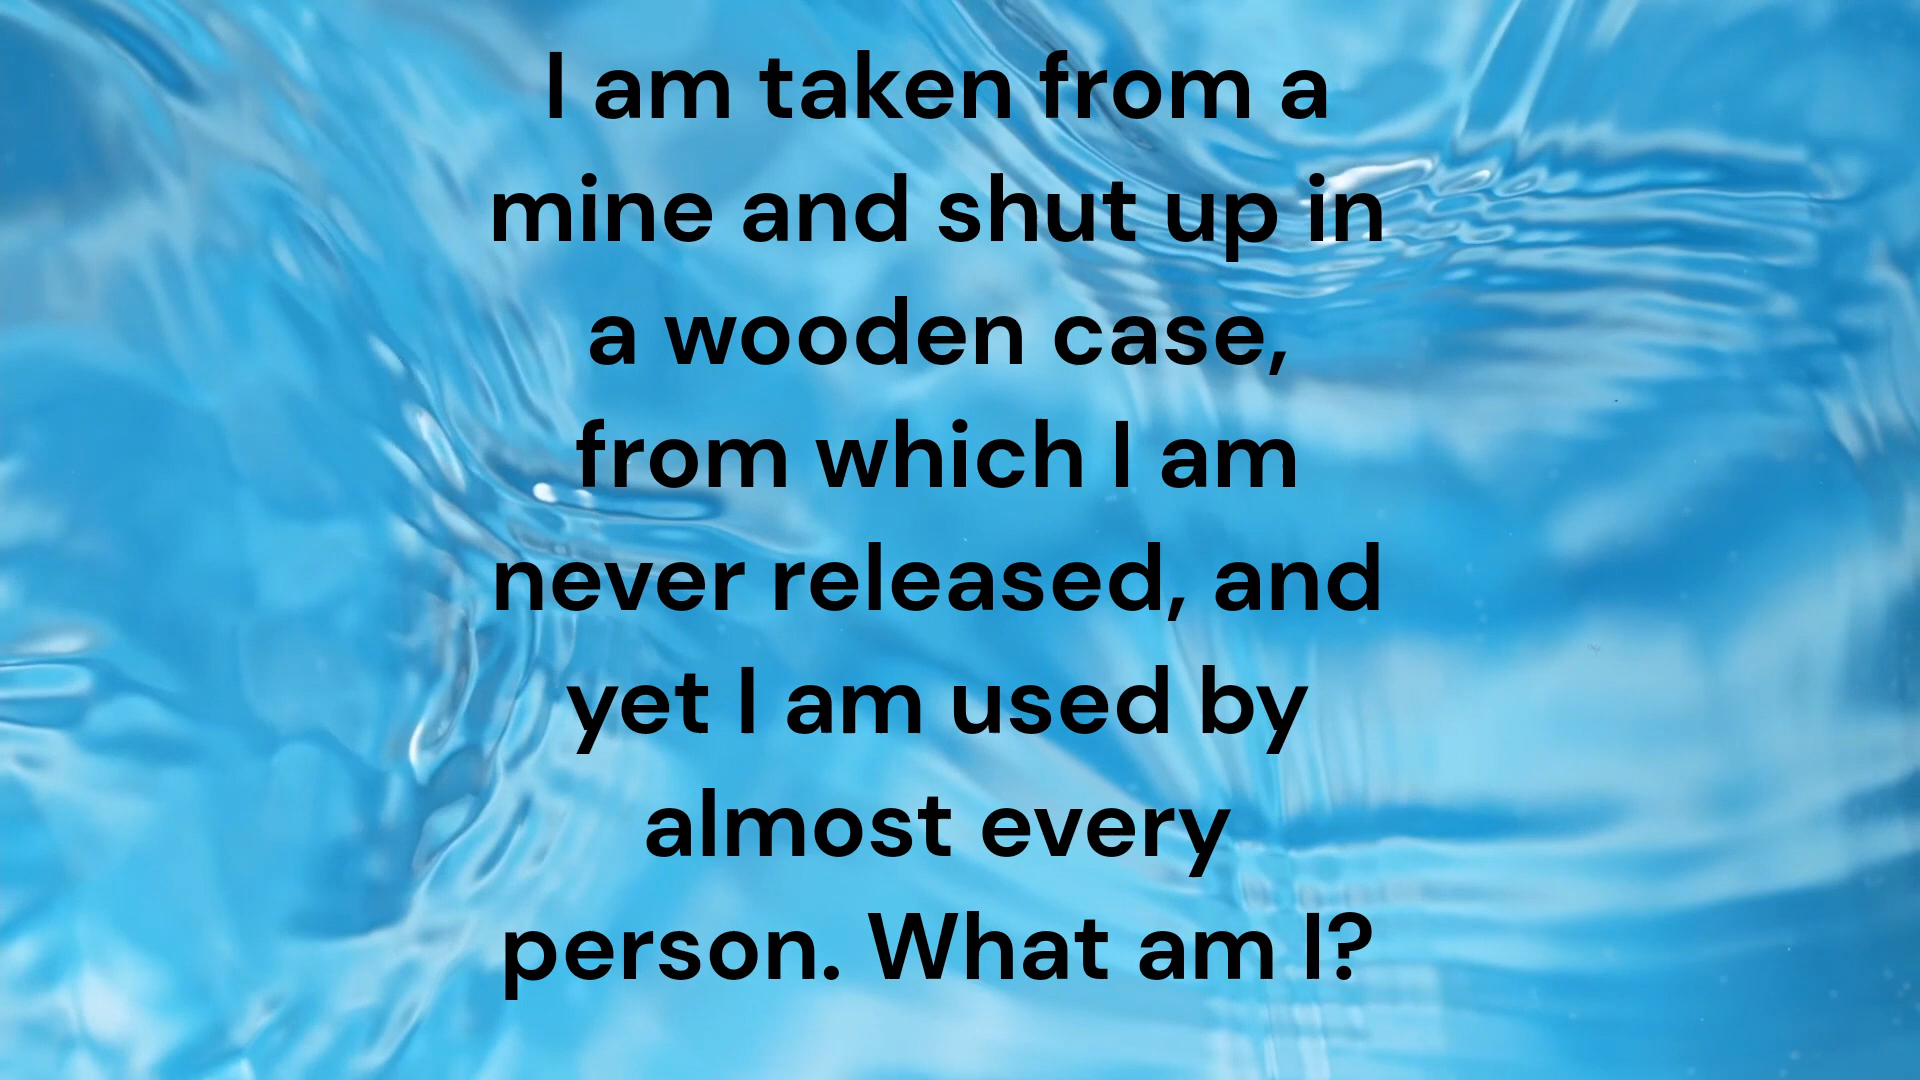 I am taken from a
mine and shut up in
a wooden case,
from which I am
never released, and
yet I am used by
almost every
person. What am I?